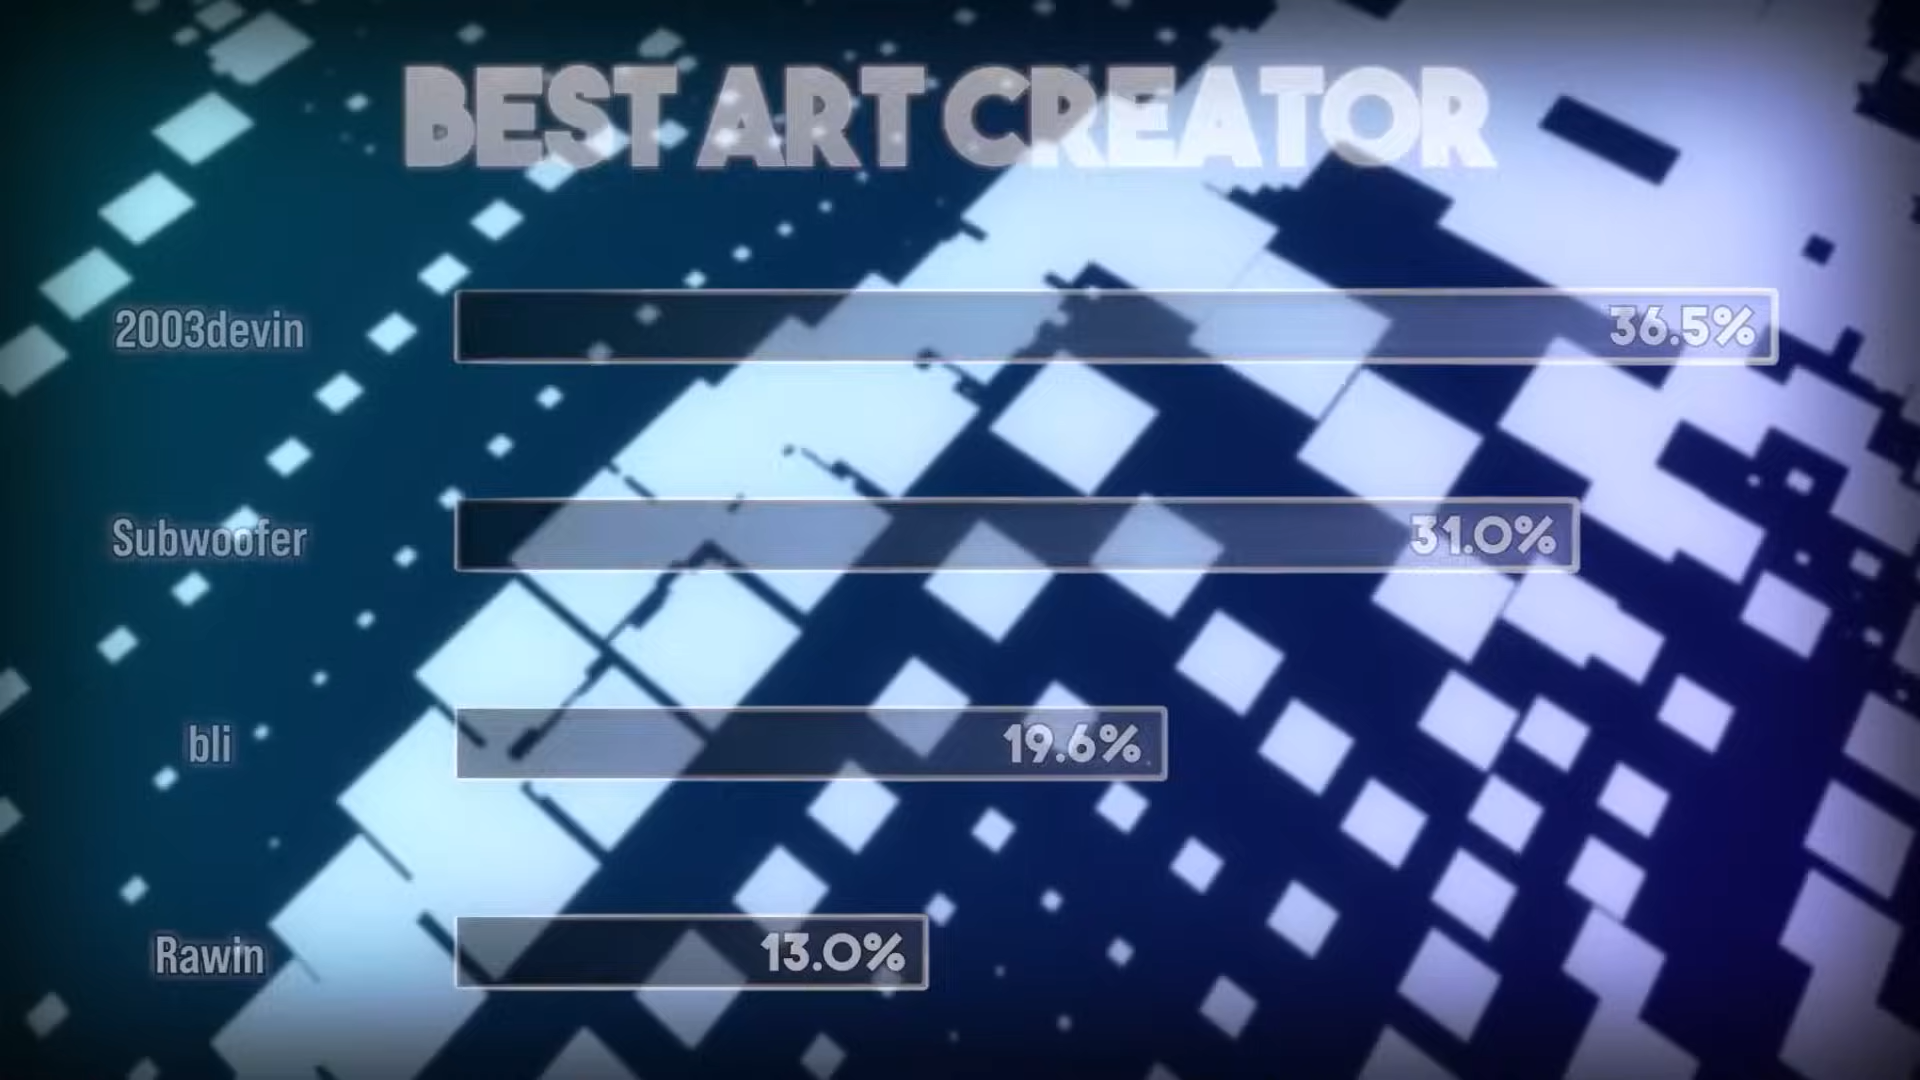 BEST ART CREATOR
2003devin 36.5%
Subwoofer 31.0%
bli 19.6%
Rawin 13.0%